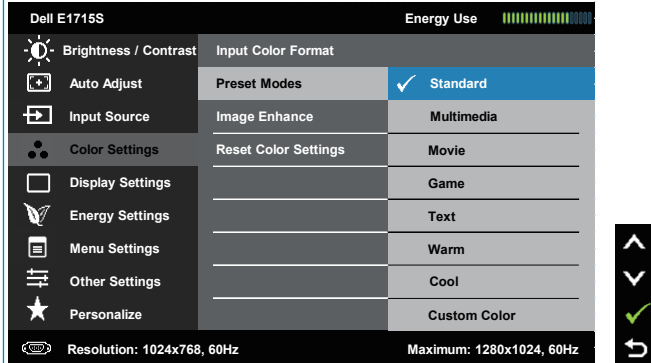 Dell E1715S Energy Use
Brightness / Contrast Input Color Format
Auto Adjust Preset Modes Standard
Input Source Image Enhance Multimedia
Color Settings Reset Color Settings Movie
Display Settings Game
Energy Settings Text
Menu Settings Warm
Other Settings Cool
Personalize Custom Color
Resolution: 1024x768, 60Hz Maximum: 1280x1024, 60Hz